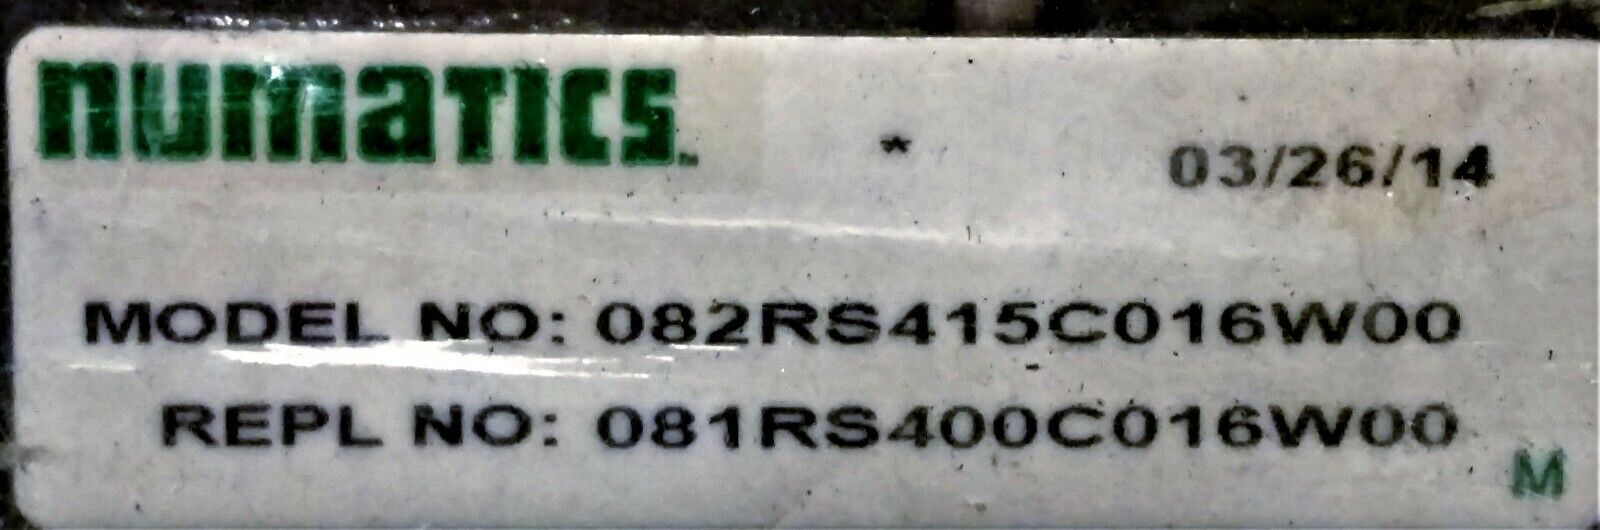 numatics
* 03/26/14
MODEL NO: 082RS415C016W00
REPL NO: 081RS400C016W00
M